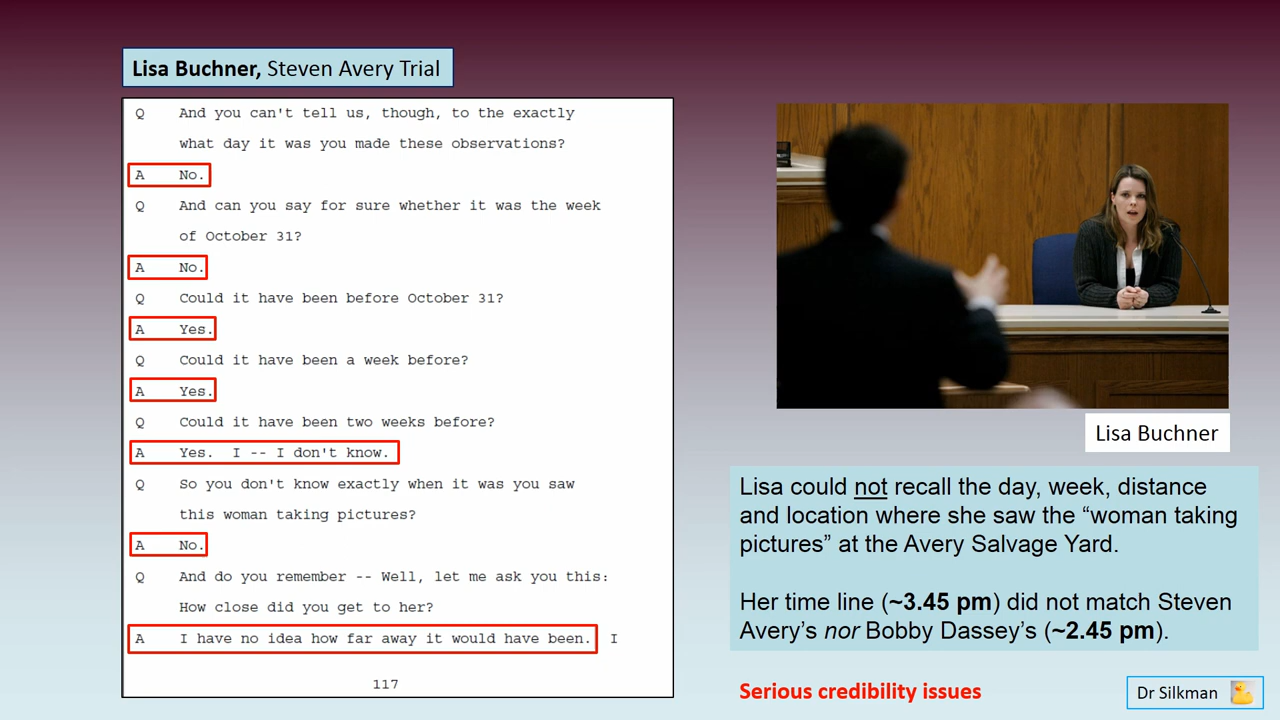 Lisa Buchner, Steven Avery Trial
Q And you can't tell us, though, to the exactly
what day it was you made these observations?
A No.
Q And can you say for sure whether it was the week
of October 31?
A No.
Q Could it have been before October 31?
A Yes.
Q Could it have been a week before?
A Yes.
Q Could it have been two weeks before?
A Yes. I -- I don't know.
Q So you don't know exactly when it was you saw
this woman taking pictures?
A No.
Q And do you remember -- Well, let me ask you this:
How close did you get to her?
A I have no idea how far away it would have been. I
117
Lisa Buchner
Lisa could not recall the day, week, distance
and location where she saw the “woman taking
pictures” at the Avery Salvage Yard.
Her time line (~3.45 pm) did not match Steven
Avery’s nor Bobby Dassey’s (~2.45 pm).
Serious credibility issues
Dr Silkman